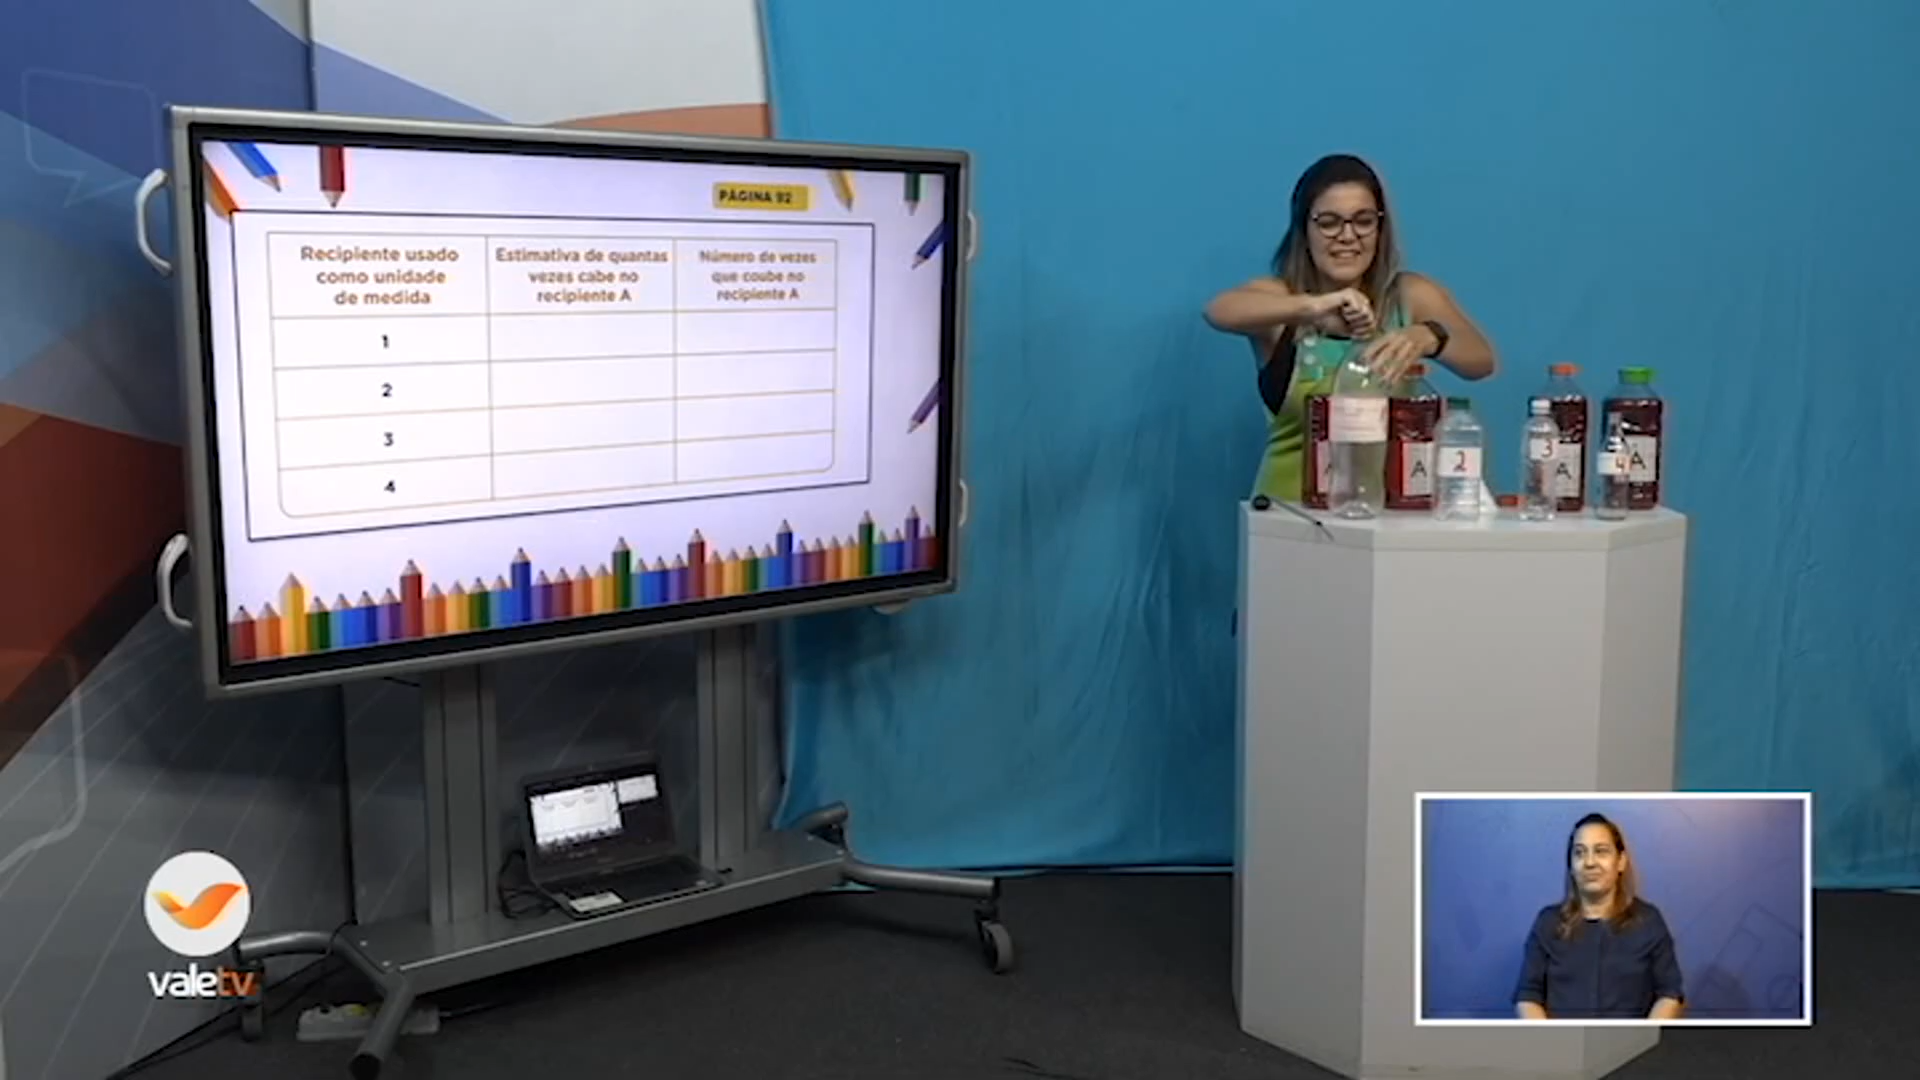 PÁGINA 92
Recipiente usado
como unidade
de medida
Estimativa de quantas
vezes cabe no
recipiente A
Número de vezes
que coube no
recipiente A
1
2
3
4
A
A
2
3
A
4
A
valetv